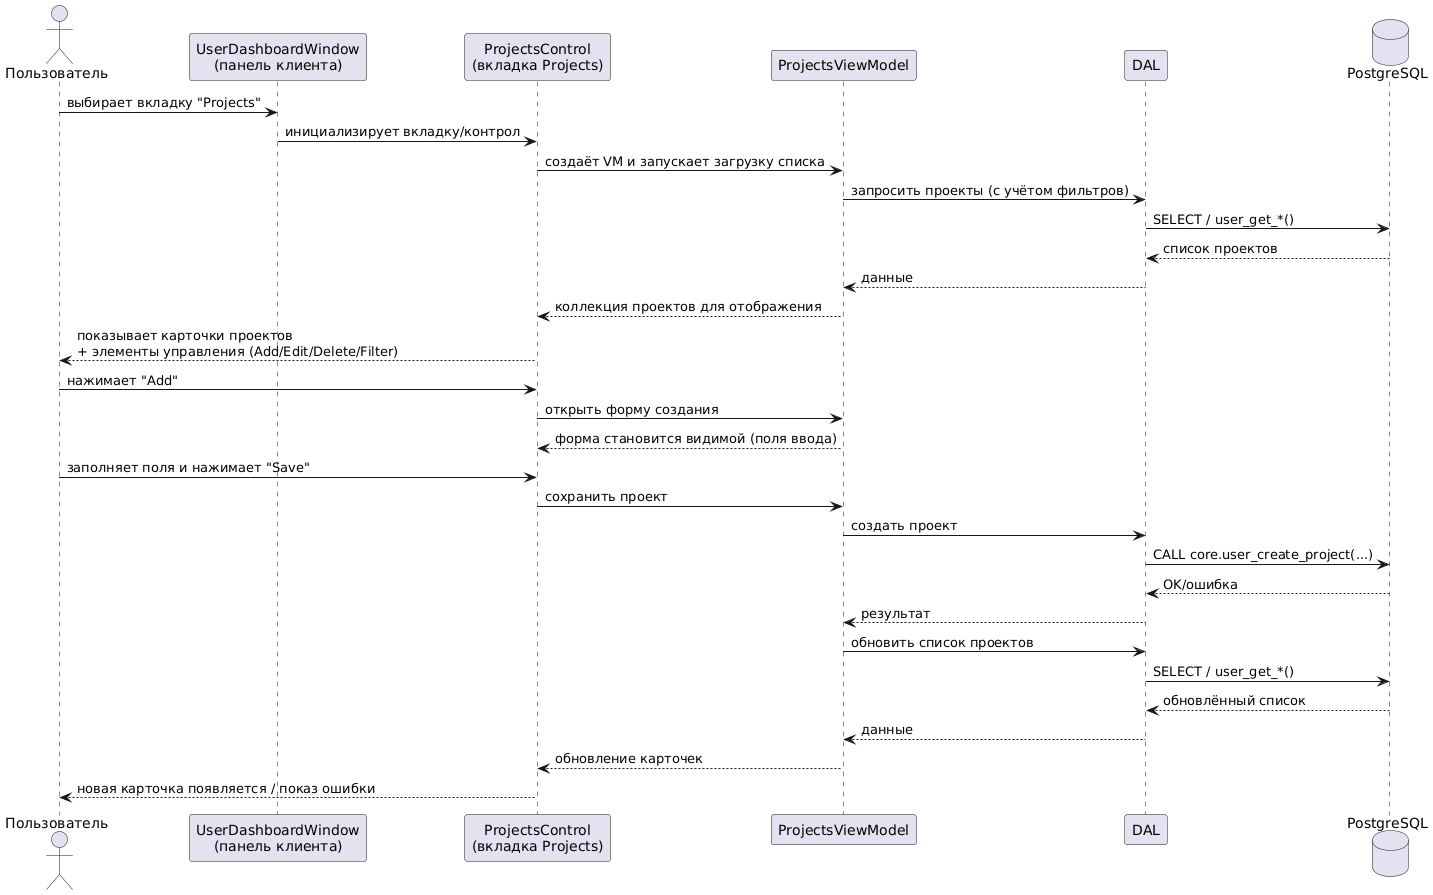 Пользователь
UserDashboardWindow
(панель клиента)
ProjectsControl
(вкладка Projects)
ProjectsViewModel
DAL
PostgreSQL
выбирает вкладку "Projects"
инициализирует вкладку/контрол
создаёт VM и запускает загрузку списка
запросить проекты (с учётом фильтров)
SELECT / user_get_*()
список проектов
данные
коллекция проектов для отображения
показывает карточки проектов
+ элементы управления (Add/Edit/Delete/Filter)
нажимает "Add"
открыть форму создания
форма становится видимой (поля ввода)
заполняет поля и нажимает "Save"
сохранить проект
создать проект
CALL core.user_create_project(...)
OK/ошибка
результат
обновить список проектов
SELECT / user_get_*()
обновлённый список
данные
обновление карточек
новая карточка появляется / показ ошибки
Пользователь
UserDashboardWindow
(панель клиента)
ProjectsControl
(вкладка Projects)
ProjectsViewModel
DAL
PostgreSQL